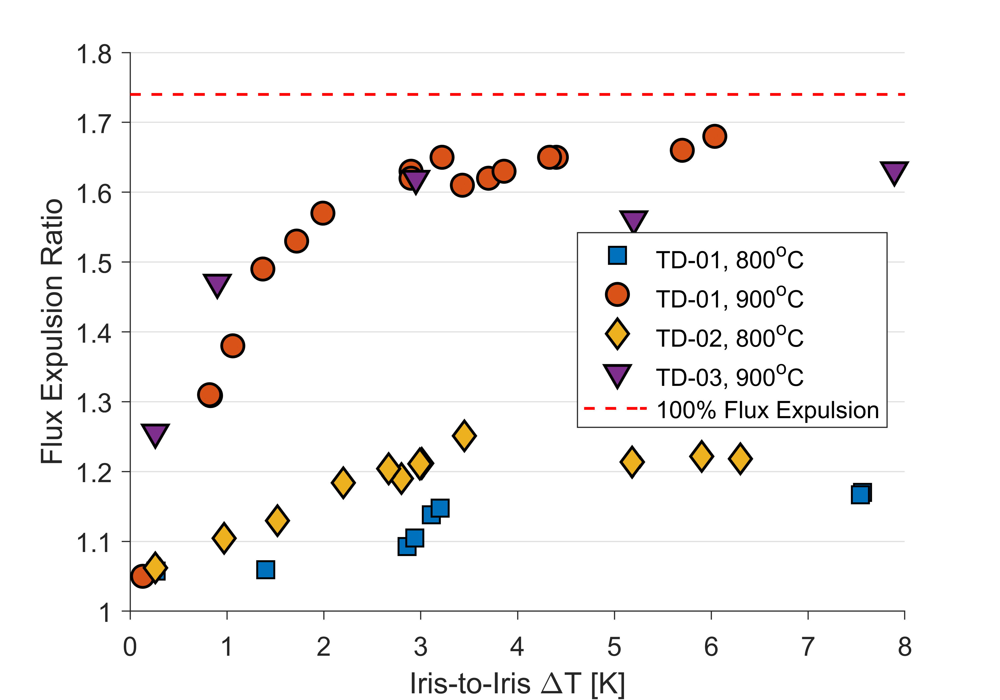 1.8
1.7
1.6
1.5
1.4
1.3
1.2
1.1
1
Flux Expulsion Ratio
TD-01, 800°C
TD-01, 900°C
TD-02, 800°C
TD-03, 900°C
100% Flux Expulsion
0 1 2 3 4 5 6 7 8
Iris-to-Iris ΔT [K]